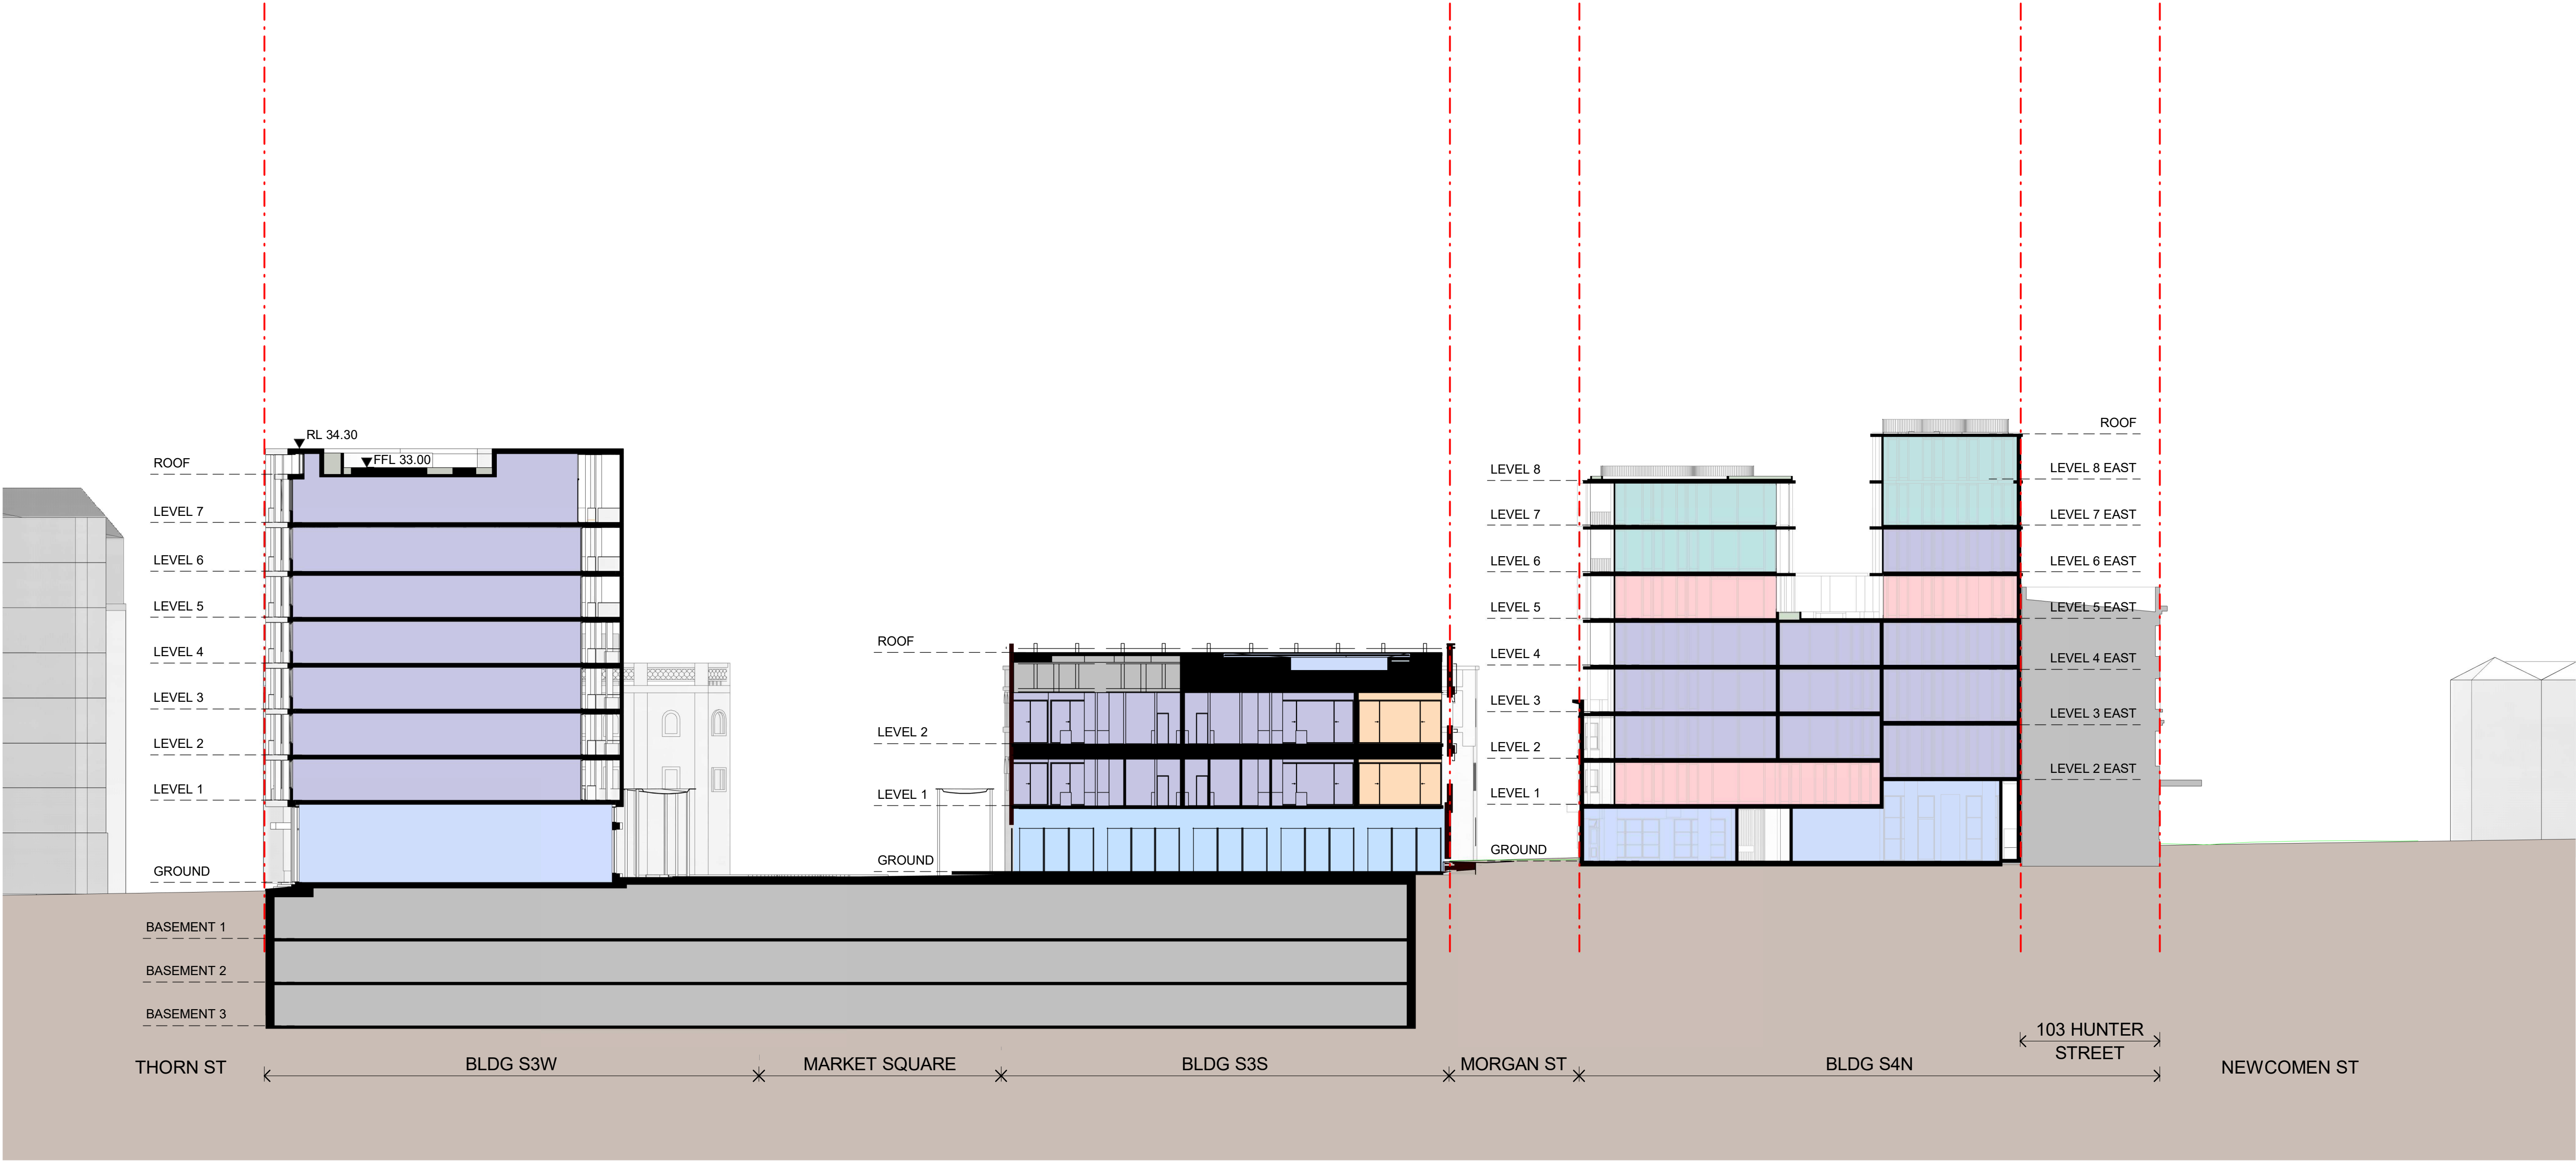 RL 34.30
FFL 33.00
ROOF
LEVEL 7
LEVEL 6
LEVEL 5
LEVEL 4
LEVEL 3
LEVEL 2
LEVEL 1
GROUND
BASEMENT 1
BASEMENT 2
BASEMENT 3
ROOF
LEVEL 2
LEVEL 1
GROUND
LEVEL 8
LEVEL 7
LEVEL 6
LEVEL 5
LEVEL 4
LEVEL 3
LEVEL 2
LEVEL 1
GROUND
ROOF
LEVEL 8 EAST
LEVEL 7 EAST
LEVEL 6 EAST
LEVEL 5 EAST
LEVEL 4 EAST
LEVEL 3 EAST
LEVEL 2 EAST
THORN ST
BLDG S3W
MARKET SQUARE
BLDG S3S
MORGAN ST
BLDG S4N
103 HUNTER
STREET
NEWCOMEN ST